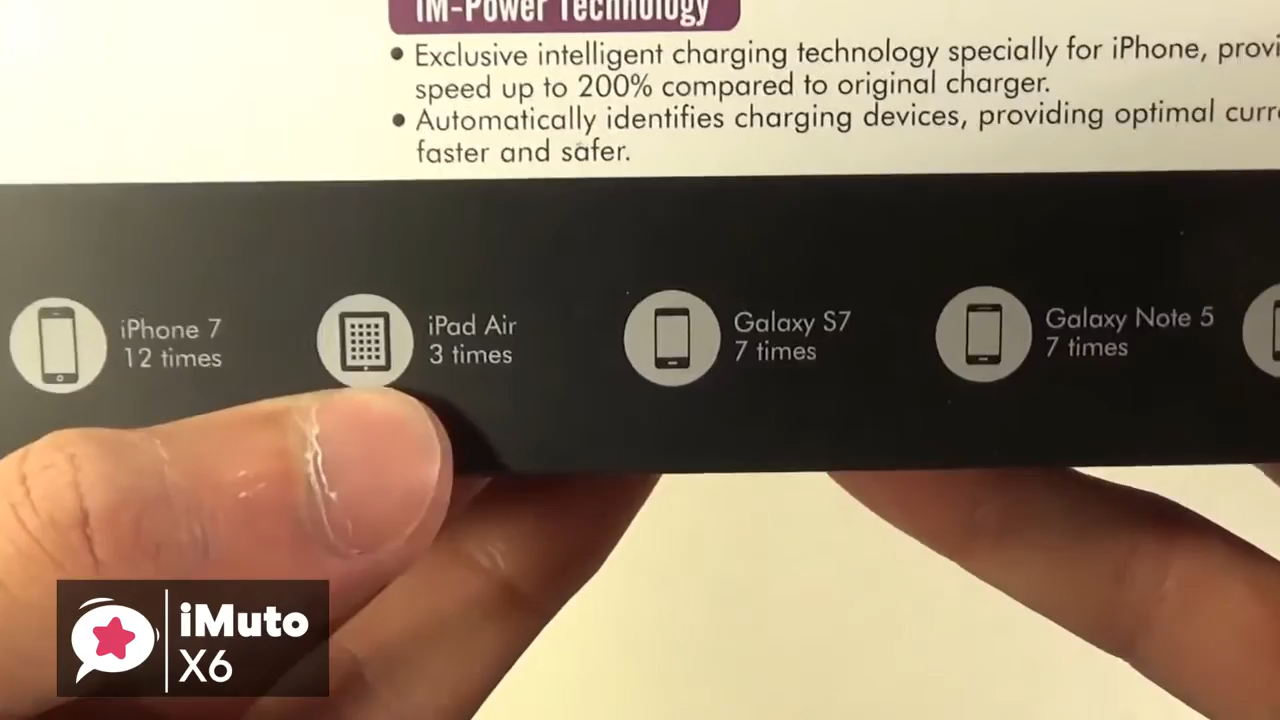 iM-Power Technology
• Exclusive intelligent charging technology specially for iPhone,
speed up to 200% compared to original charger.
• Automatically identifies charging devices, providing optimal
faster and safer.
iPhone 7
12 times
iPad Air
3 times
Galaxy S7
7 times
Galaxy Note 5
7 times
iMuto
X6